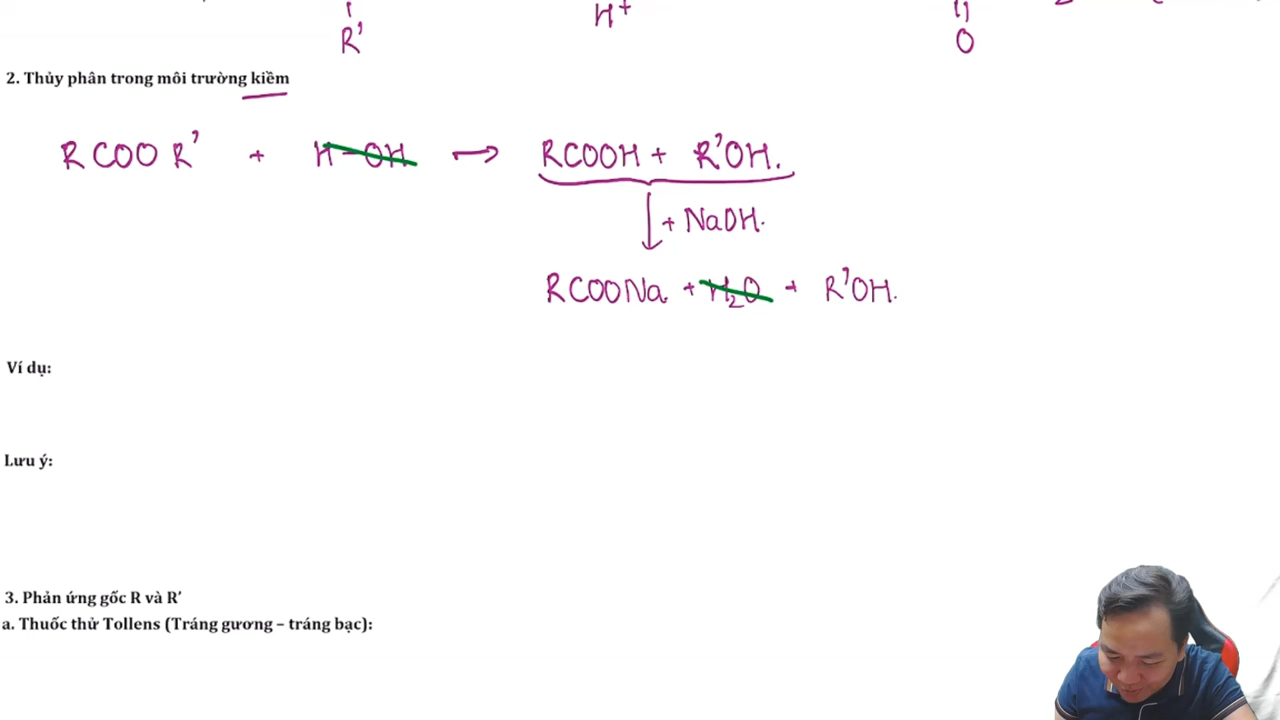 R'
H+
O
2. Thủy phân trong môi trường kiềm
RCOOR' + H-OH → RCOOH + R'OH.
↓ + NaOH.
RCOONa + H₂O + R'OH.
Ví dụ:
Lưu ý:
3. Phản ứng gốc R và R'
a. Thuốc thử Tollens (Tráng gương – tráng bạc):